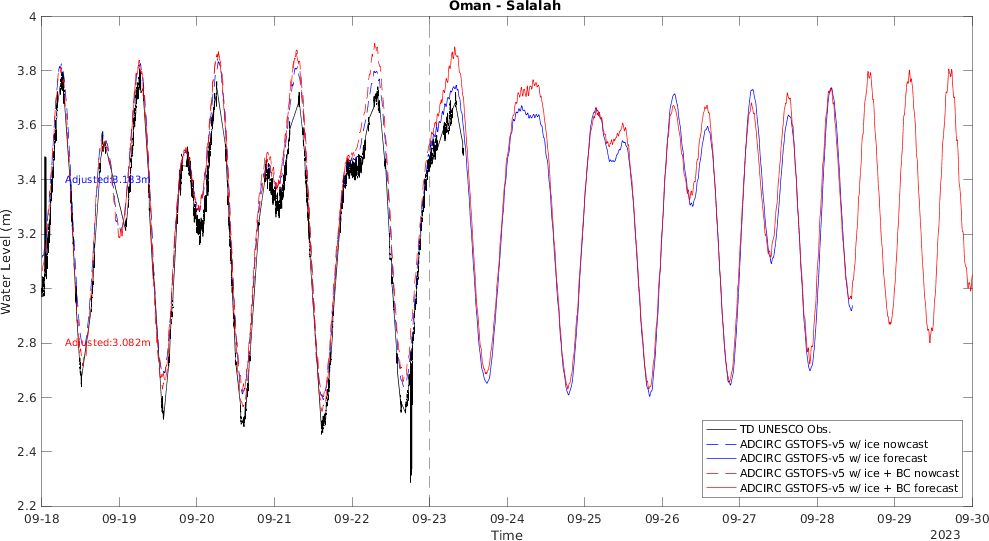 Oman - Salalah
4
3.8
3.6
3.4
3.2
3
2.8
2.6
2.4
2.2
Water Level (m)
Adjusted:3.183m
Adjusted:3.082m
TD UNESCO Obs.
ADCIRC GSTOFS-v5 w/ ice nowcast
ADCIRC GSTOFS-v5 w/ ice forecast
ADCIRC GSTOFS-v5 w/ ice + BC nowcast
ADCIRC GSTOFS-v5 w/ ice + BC forecast
09-18 09-19 09-20 09-21 09-22 09-23 09-24 09-25 09-26 09-27 09-28 09-29 09-30
Time
2023